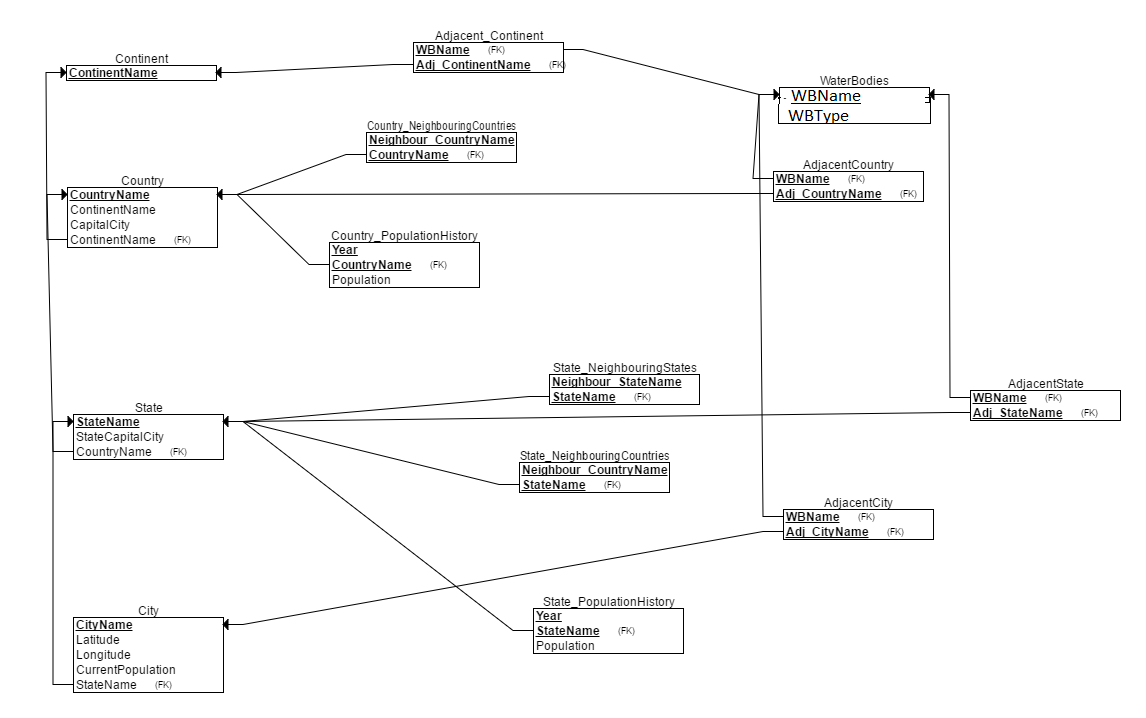 Adjacent_Continent
WBName (FK)
Adj_ContinentName (FK)
Continent
ContinentName
WaterBodies
WBName
WBType
Country_NeighbouringCountries
Neighbour_CountryName
CountryName (FK)
AdjacentCountry
WBName (FK)
Adj_CountryName (FK)
Country
CountryName
ContinentName
CapitalCity
ContinentName (FK)
Country_PopulationHistory
Year
CountryName (FK)
Population
State_NeighbouringStates
Neighbour_StateName
StateName (FK)
AdjacentState
WBName (FK)
Adj_StateName (FK)
State
StateName
StateCapitalCity
CountryName (FK)
State_NeighbouringCountries
Neighbour_CountryName
StateName (FK)
AdjacentCity
WBName (FK)
Adj_CityName (FK)
City
CityName
Latitude
Longitude
CurrentPopulation
StateName (FK)
State_PopulationHistory
Year
StateName (FK)
Population